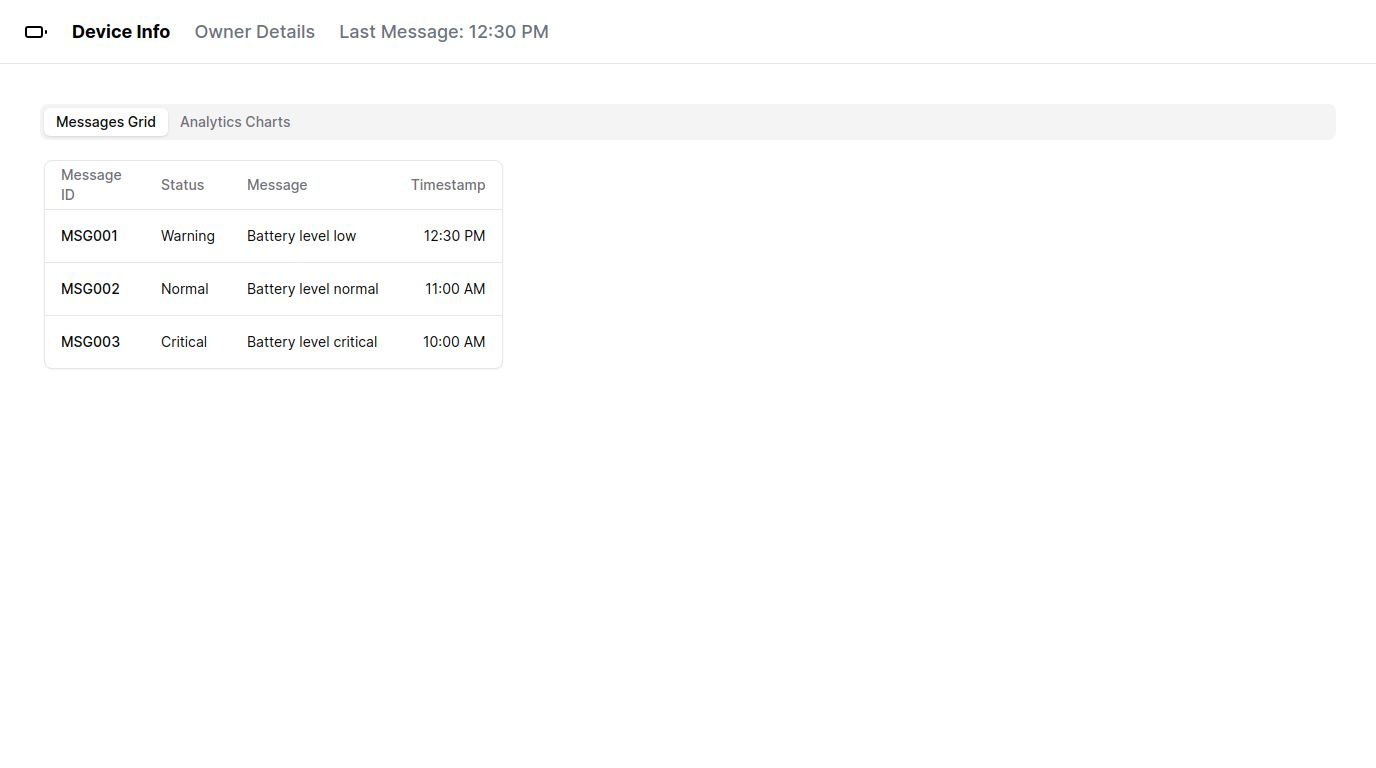 Device Info Owner Details Last Message: 12:30 PM
Messages Grid Analytics Charts
Message ID Status Message Timestamp
MSG001 Warning Battery level low 12:30 PM
MSG002 Normal Battery level normal 11:00 AM
MSG003 Critical Battery level critical 10:00 AM